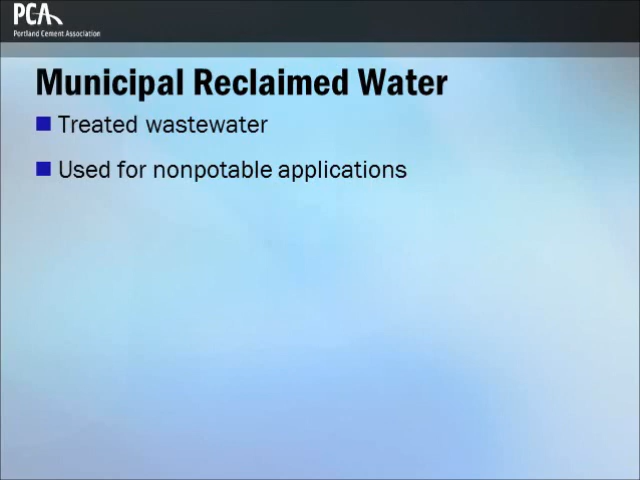 PCA
Portland Cement Association
Municipal Reclaimed Water
Treated wastewater
Used for nonpotable applications